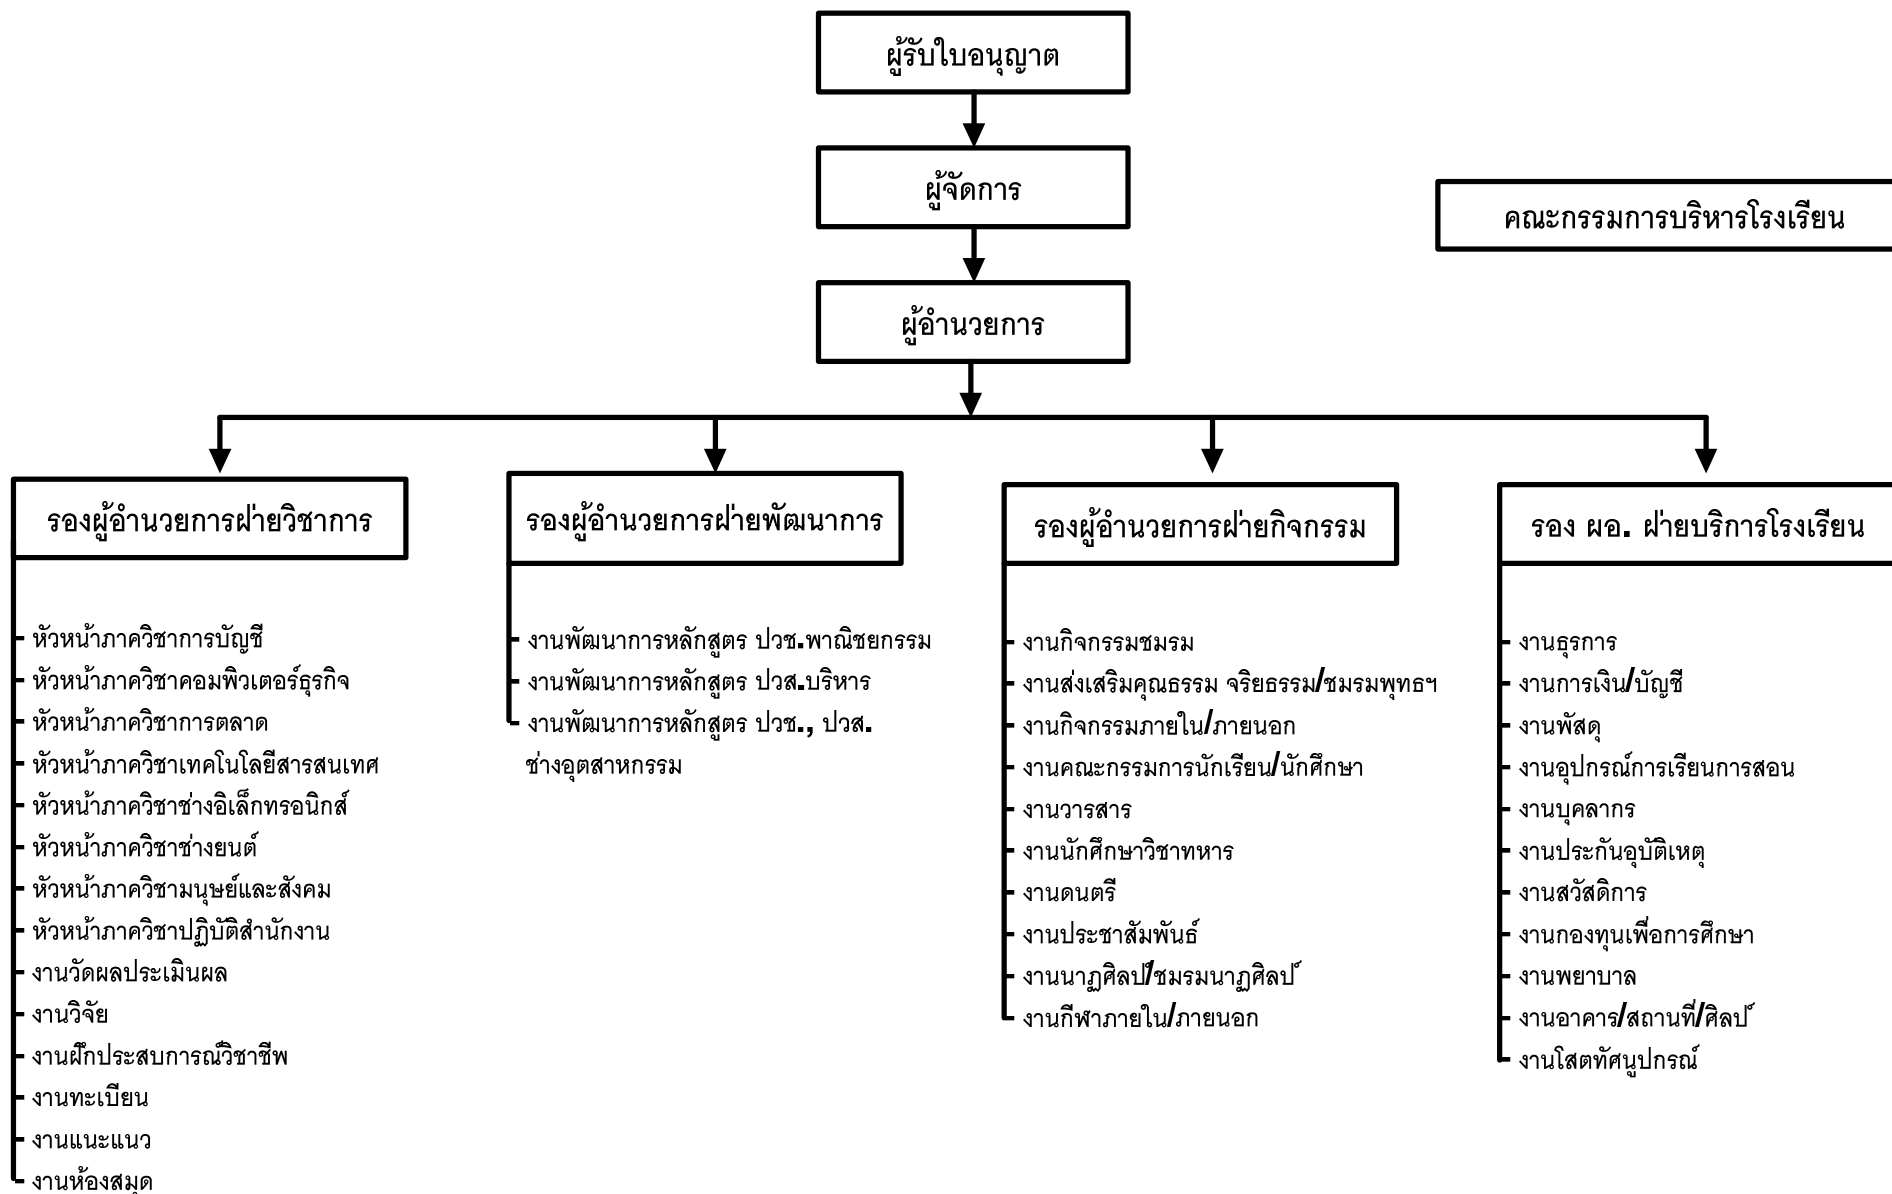 ผู้รับใบอนุญาต
ผู้จัดการ
คณะกรรมการบริหารโรงเรียน
ผู้อำนวยการ
รองผู้อำนวยการฝ่ายวิชาการ
หัวหน้าภาควิชาการบัญชี
หัวหน้าภาควิชาคอมพิวเตอร์ธุรกิจ
หัวหน้าภาควิชาการตลาด
หัวหน้าภาควิชาเทคโนโลยีสารสนเทศ
หัวหน้าภาควิชาช่างอิเล็กทรอนิกส์
หัวหน้าภาควิชาช่างยนต์
หัวหน้าภาควิชามนุษย์และสังคม
หัวหน้าภาควิชาปฏิบัติสำนักงาน
งานวัดผลประเมินผล
งานวิจัย
งานฝึกประสบการณ์วิชาชีพ
งานทะเบียน
งานแนะแนว
งานห้องสมุด
รองผู้อำนวยการฝ่ายพัฒนาการ
งานพัฒนาการหลักสูตร ปวช.พาณิชยกรรม
งานพัฒนาการหลักสูตร ปวส.บริหาร
งานพัฒนาการหลักสูตร ปวช., ปวส.
ช่างอุตสาหกรรม
รองผู้อำนวยการฝ่ายกิจกรรม
งานกิจกรรมชมรม
งานส่งเสริมคุณธรรม จริยธรรม/ชมรมพุทธฯ
งานกิจกรรมภายใน/ภายนอก
งานคณะกรรมการนักเรียน/นักศึกษา
งานวารสาร
งานนักศึกษาวิชาทหาร
งานดนตรี
งานประชาสัมพันธ์
งานนาฏศิลป์/ชมรมนาฏศิลป์
งานกีฬาภายใน/ภายนอก
รอง ผอ. ฝ่ายบริการโรงเรียน
งานธุรการ
งานการเงิน/บัญชี
งานพัสดุ
งานอุปกรณ์การเรียนการสอน
งานบุคลากร
งานประกันอุบัติเหตุ
งานสวัสดิการ
งานกองทุนเพื่อการศึกษา
งานพยาบาล
งานอาคาร/สถานที่/ศิลป์
งานโสตทัศนูปกรณ์